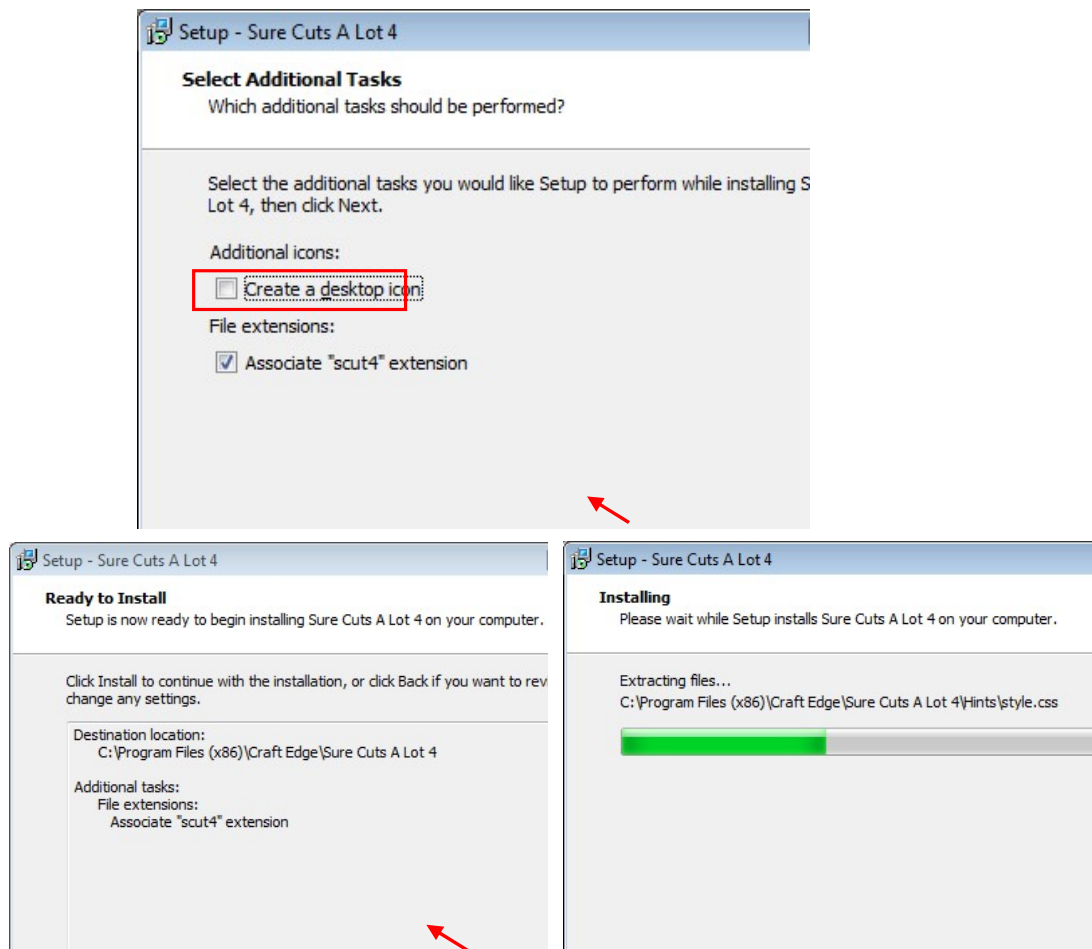 Setup - Sure Cuts A Lot 4
Select Additional Tasks
Which additional tasks should be performed?
Select the additional tasks you would like Setup to perform while installing S
Lot 4, then click Next.
Additional icons:
Create a desktop icon
File extensions:
Associate "scut4" extension
Setup - Sure Cuts A Lot 4
Ready to Install
Setup is now ready to begin installing Sure Cuts A Lot 4 on your computer.
Click Install to continue with the installation, or click Back if you want to rev
change any settings.
Destination location:
C:\Program Files (x86)\Craft Edge\Sure Cuts A Lot 4
Additional tasks:
File extensions:
Associate "scut4" extension
Setup - Sure Cuts A Lot 4
Installing
Please wait while Setup installs Sure Cuts A Lot 4 on your computer.
Extracting files...
C:\Program Files (x86)\Craft Edge\Sure Cuts A Lot 4\Hints\style.css